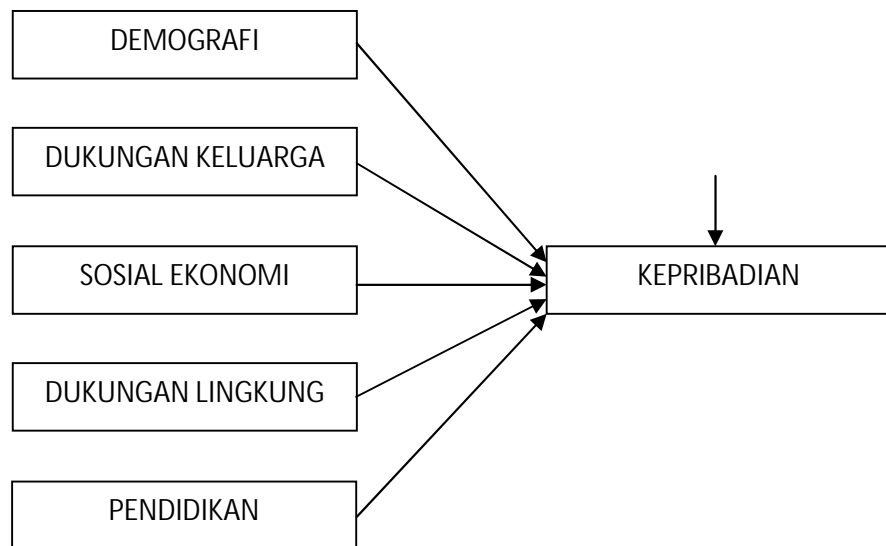 DEMOGRAFI
DUKUNGAN KELUARGA
SOSIAL EKONOMI
KEPRIBADIAN
DUKUNGAN LINGKUNG
PENDIDIKAN